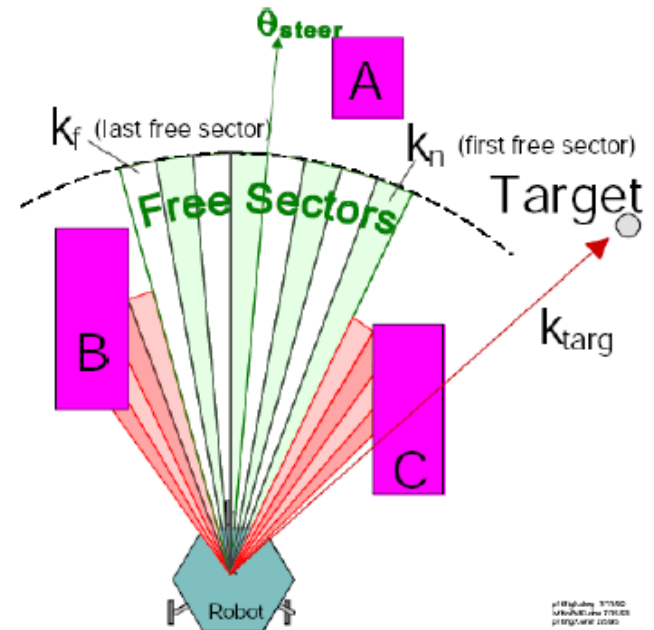 θsteer
A
kf (last free sector)
kn (first free sector)
Target
Free Sectors
B
ktarg
C
Robot